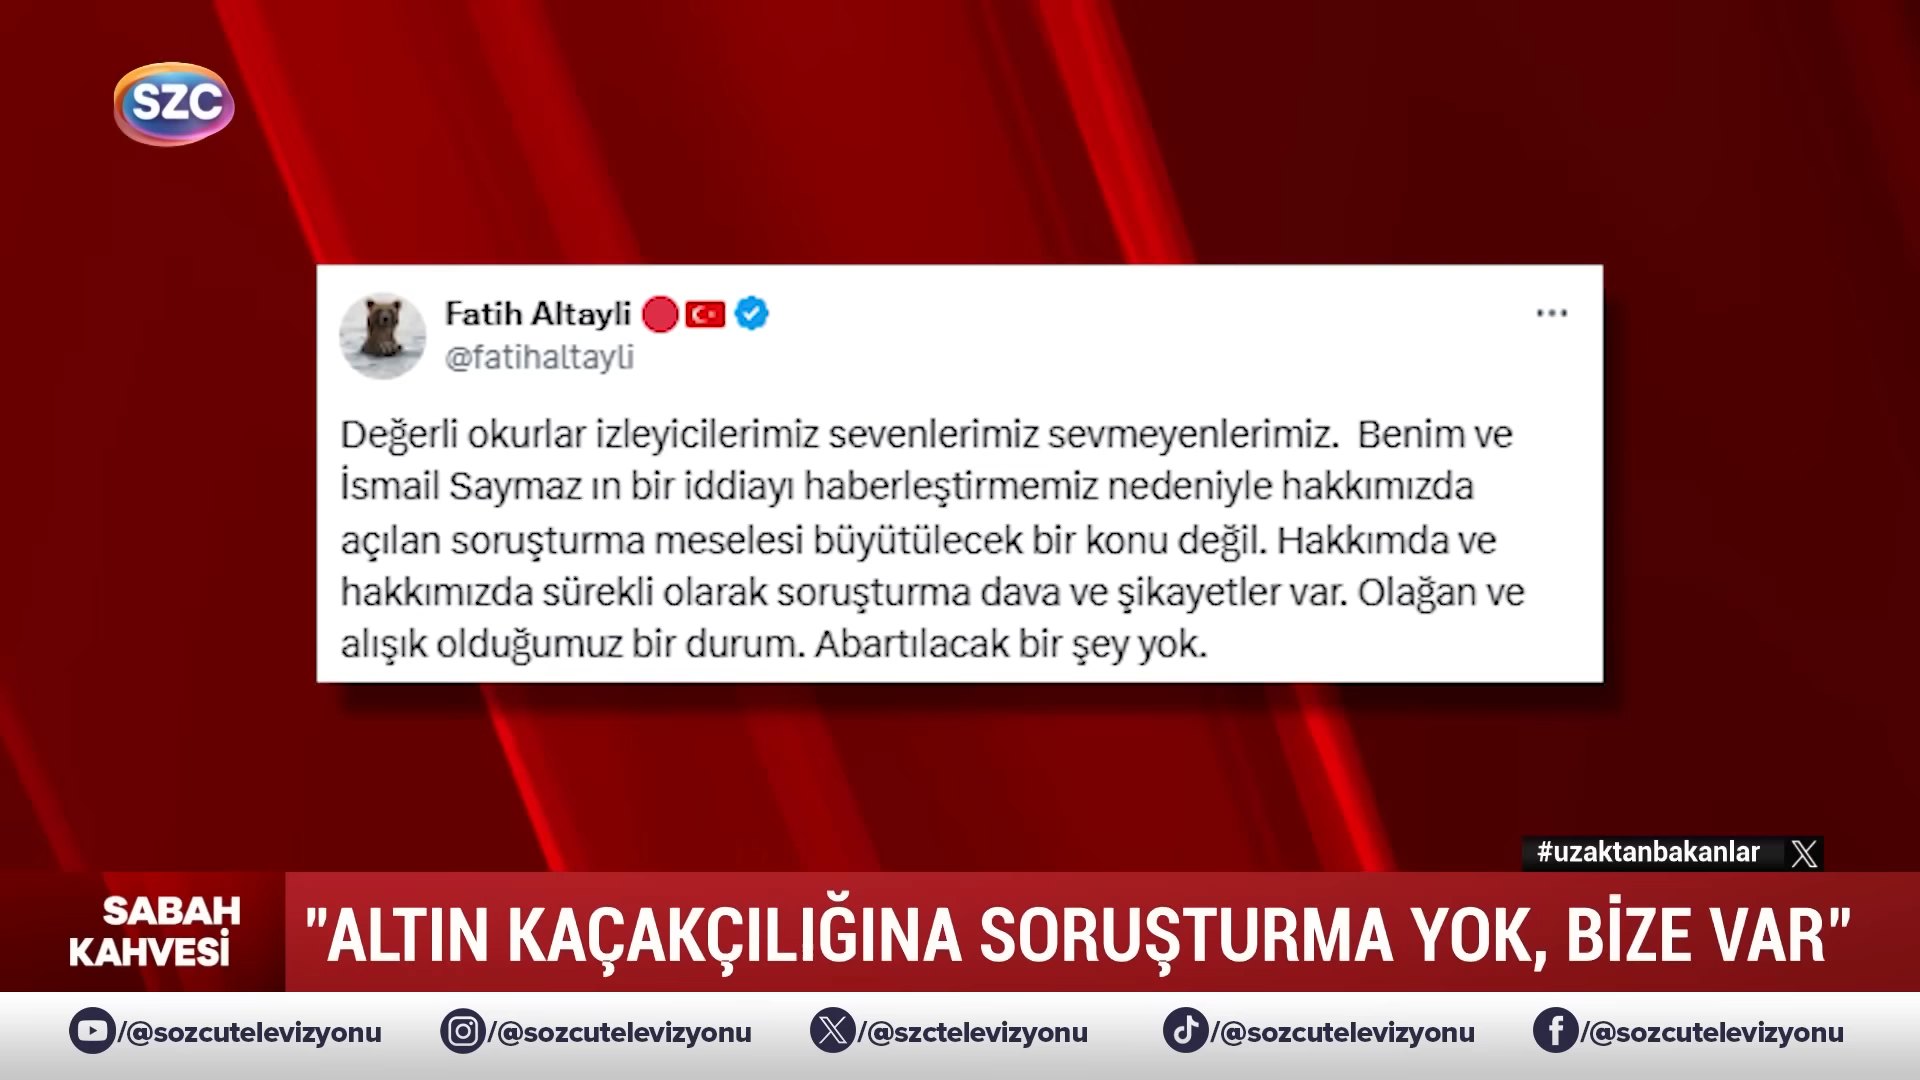 SZC
Fatih Altayli
@fatihaltayli
Değerli okurlar izleyicilerimiz sevenlerimiz sevmeyenlerimiz.  Benim ve
İsmail Saymaz ın bir iddiayı haberleştirmemiz nedeniyle hakkımızda
açılan soruşturma meselesi büyütülecek bir konu değil. Hakkımda ve
hakkımızda sürekli olarak soruşturma dava ve şikayetler var. Olağan ve
alışık olduğumuz bir durum. Abartılacak bir şey yok.
#uzaktanbakanlar
SABAH
KAHVESİ
"ALTIN KAÇAKÇILIĞINA SORUŞTURMA YOK, BİZE VAR"
/@sozcutelevizyonu /@sozcutelevizyonu /@szctelevizyonu /@sozcutelevizyonu /@sozcutelevizyonu